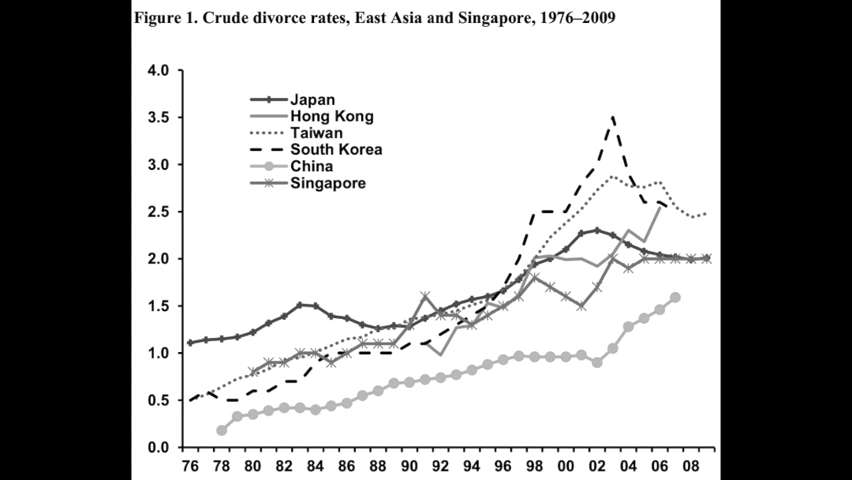 Figure 1. Crude divorce rates, East Asia and Singapore, 1976–2009
4.0
3.5
3.0
2.5
2.0
1.5
1.0
0.5
0.0
Japan
Hong Kong
Taiwan
South Korea
China
Singapore
76 78 80 82 84 86 88 90 92 94 96 98 00 02 04 06 08